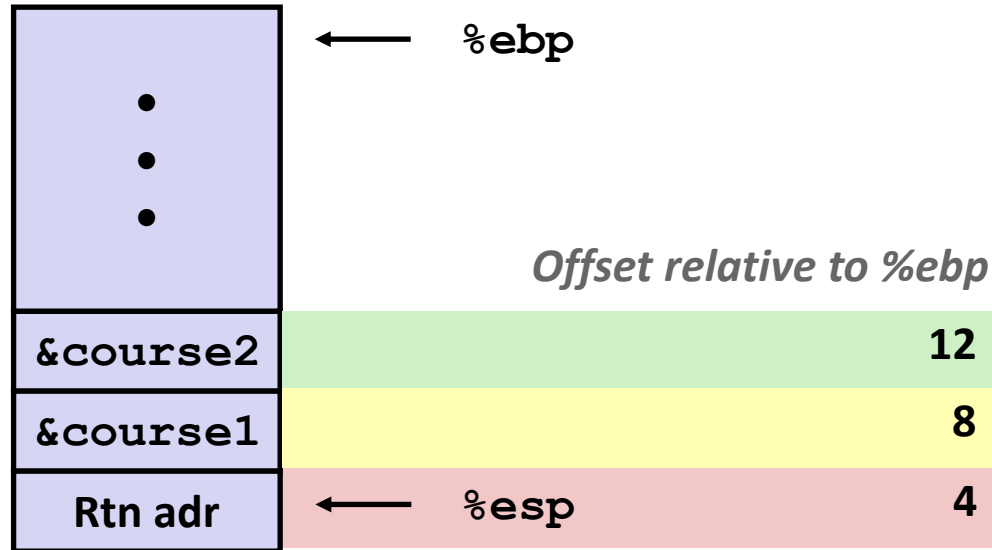 %ebp
Offset relative to %ebp
&course2 12
&course1 8
Rtn adr %esp 4